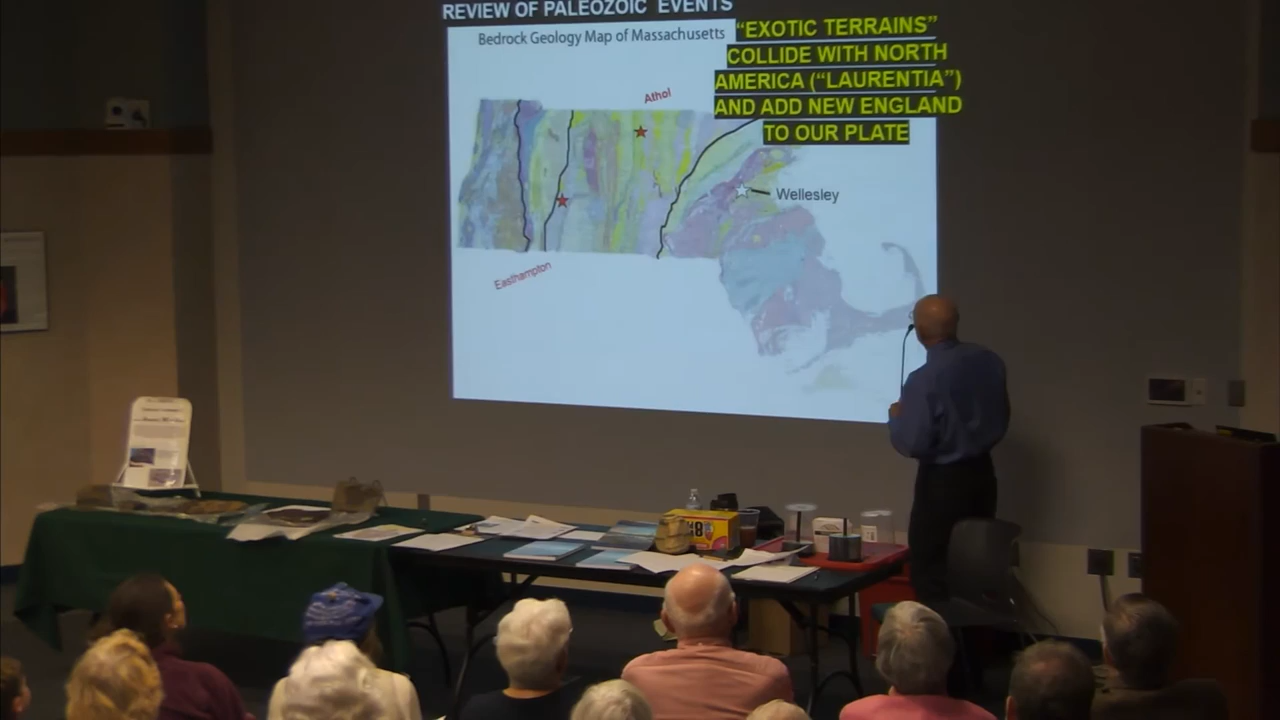 REVIEW OF PALEOZOIC EVENTS
Bedrock Geology Map of Massachusetts
“EXOTIC TERRAINS”
COLLIDE WITH NORTH
AMERICA (“LAURENTIA”)
AND ADD NEW ENGLAND
TO OUR PLATE
Athol
Wellesley
Easthampton